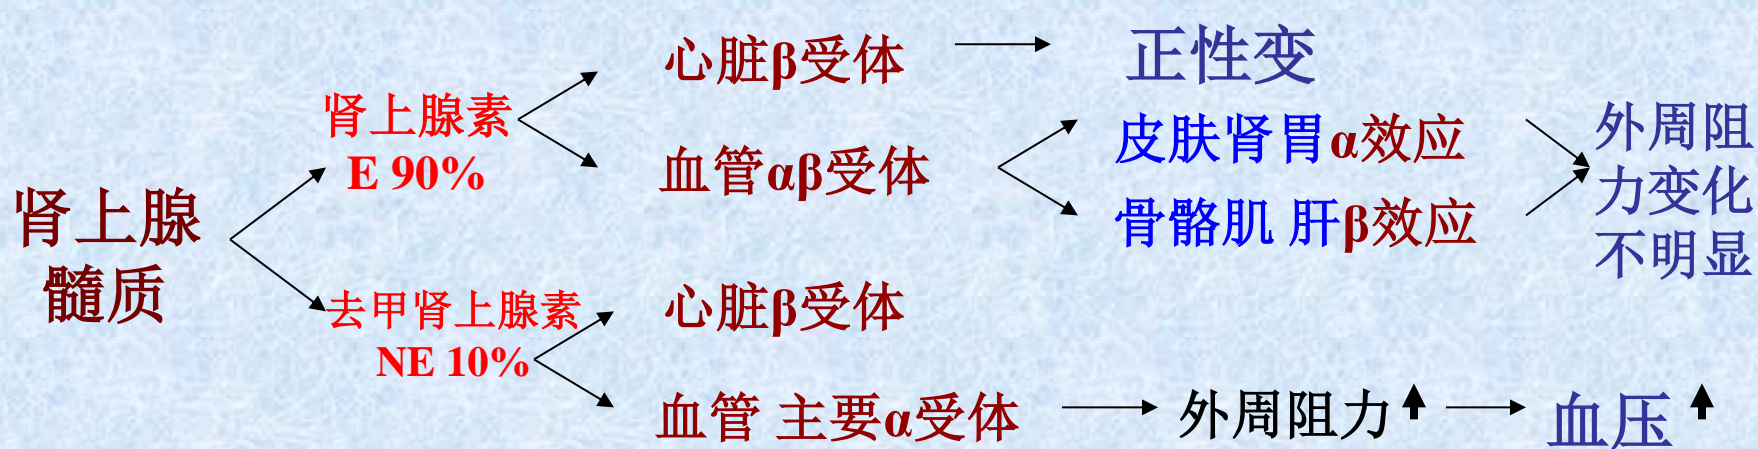 心脏β受体
正性变
肾上腺素
E 90%
血管αβ受体
皮肤肾胃α效应
骨骼肌 肝β效应
外周阻
力变化
不明显
肾上腺
髓质
去甲肾上腺素
NE 10%
心脏β受体
血管 主要α受体
外周阻力
血压